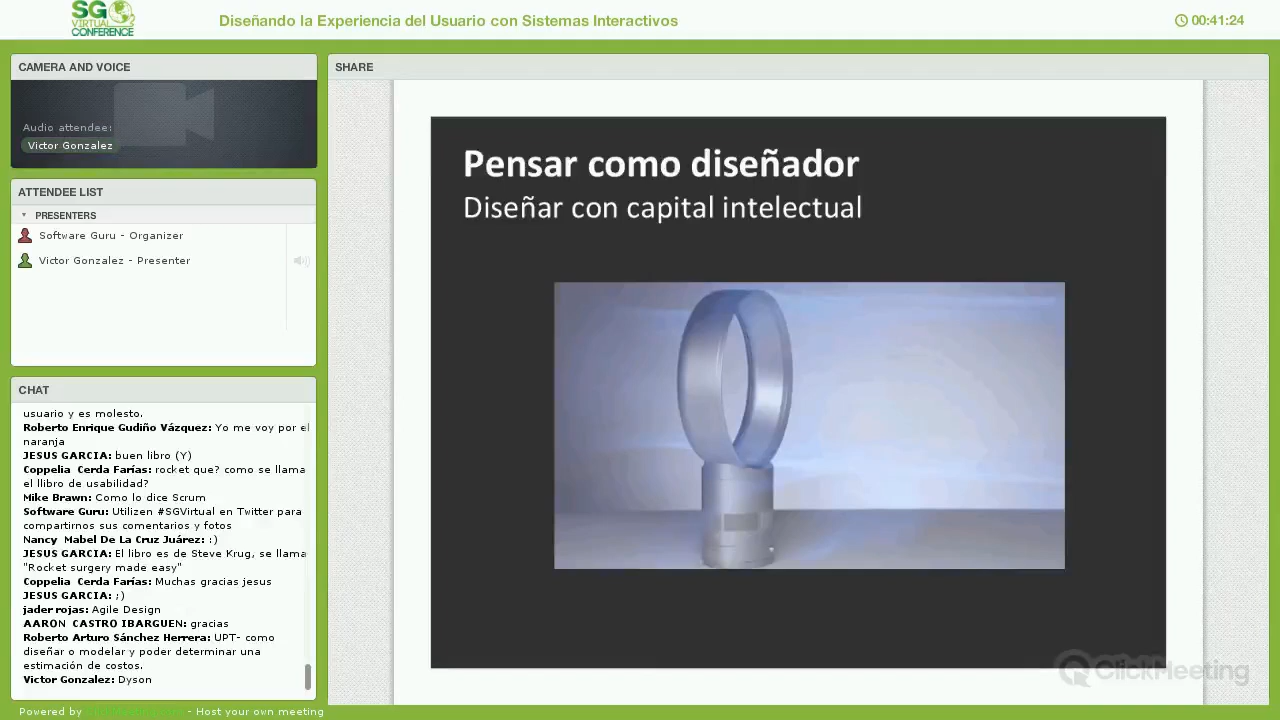 SG
VIRTUAL
CONFERENCE
Diseñando la Experiencia del Usuario con Sistemas Interactivos
00:41:24
CAMERA AND VOICE
Audio attendee:
Victor Gonzalez
ATTENDEE LIST
PRESENTERS
Software Guru - Organizer
Victor Gonzalez - Presenter
CHAT
usuario y es molesto.
Roberto Enrique Gudiño Vázquez: Yo me voy por el
naranja
JESUS GARCIA: buen libro (Y)
Coppelia Cerda Farías: rocket que? como se llama
el llibro de usabilidad?
Mike Brawn: Como lo dice Scrum
Software Guru: Utilizen #SGVirtual en Twitter para
compartirnos sus comentarios y fotos
Nancy Mabel De La Cruz Juárez: :)
JESUS GARCIA: El libro es de Steve Krug, se llama
"Rocket surgery made easy"
Coppelia Cerda Farías: Muchas gracias jesus
JESUS GARCIA: ;)
jader rojas: Agile Design
AARON CASTRO IBARGUEN: gracias
Roberto Arturo Sánchez Herrera: UPT- como
diseñar o modelar y poder determinar una
estimación de costos.
Victor Gonzalez: Dyson
Powered by - Host your own meeting
SHARE
Pensar como diseñador
Diseñar con capital intelectual
ClickMeeting